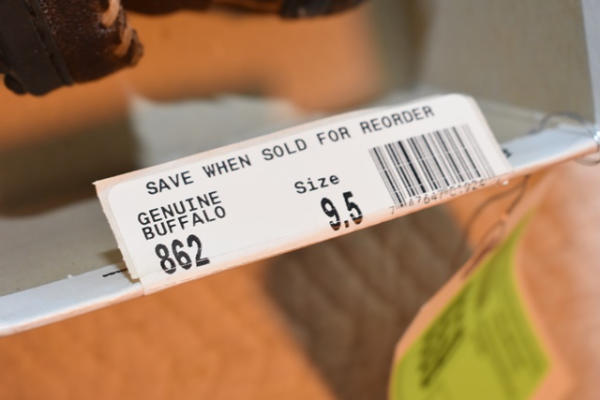 SAVE WHEN SOLD FOR REORDER
GENUINE
BUFFALO
Size
862
9.5